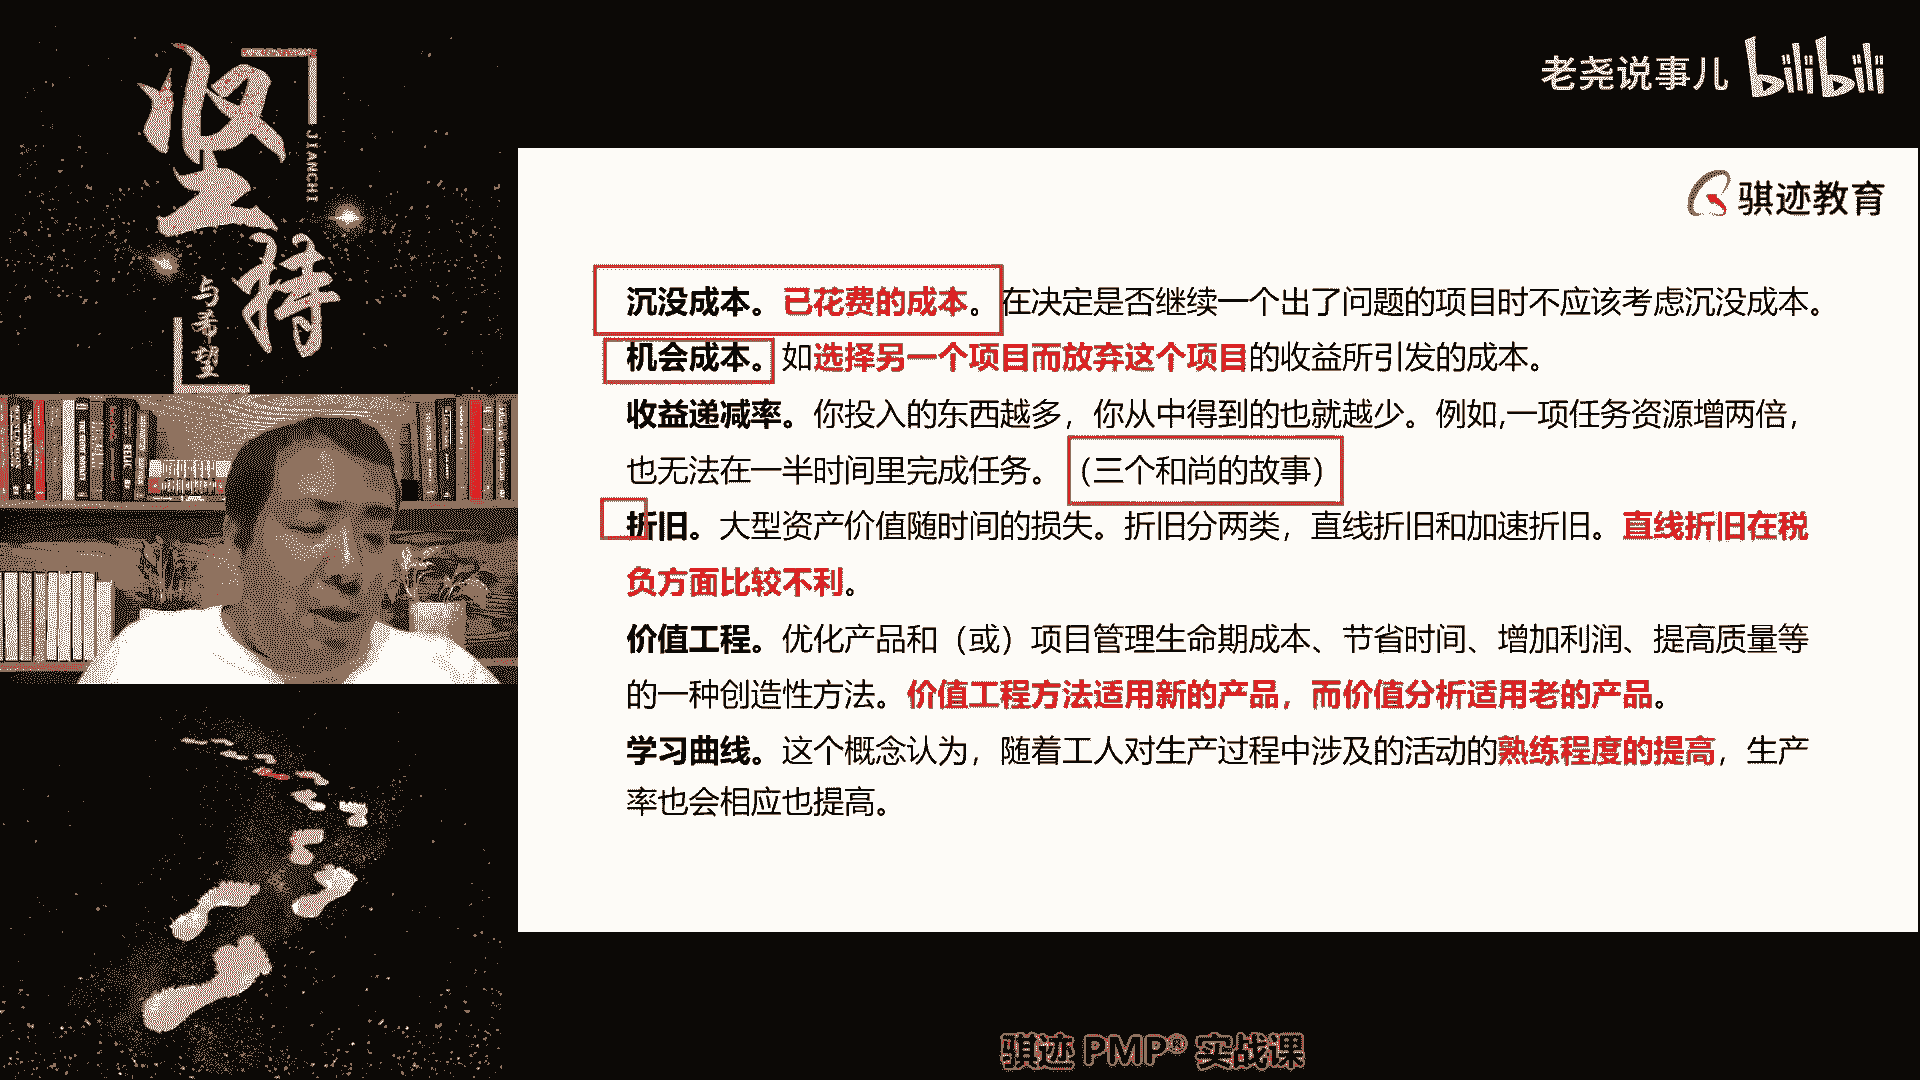 坚持
JIANCHI
与希望
老尧说事儿 bilibili
骐迹教育
沉没成本。已花费的成本。在决定是否继续一个出了问题的项目时不应该考虑沉没成本。
机会成本。如选择另一个项目而放弃这个项目的收益所引发的成本。
收益递减率。你投入的东西越多，你从中得到的也就越少。例如,一项任务资源增两倍，
也无法在一半时间里完成任务。（三个和尚的故事）
折旧。大型资产价值随时间的损失。折旧分两类，直线折旧和加速折旧。直线折旧在税
负方面比较不利。
价值工程。优化产品和（或）项目管理生命期成本、节省时间、增加利润、提高质量等
的一种创造性方法。价值工程方法适用新的产品，而价值分析适用老的产品。
学习曲线。这个概念认为，随着工人对生产过程中涉及的活动的熟练程度的提高，生产
率也会相应也提高。
骐迹 PMP® 实战课